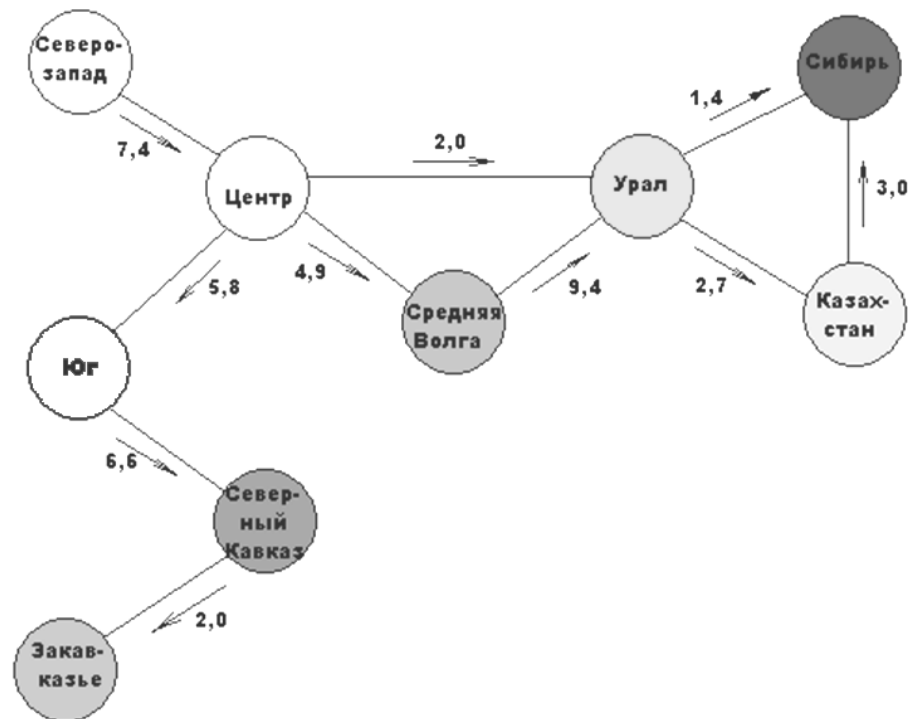 Северо-
запад
Сибирь
1,4
7,4
2,0
Урал
3,0
Центр
5,8
4,9
9,4
2,7
Казах-
стан
Средняя
Волга
Юг
6,6
Север-
ный
Кавказ
2,0
Закав-
казье